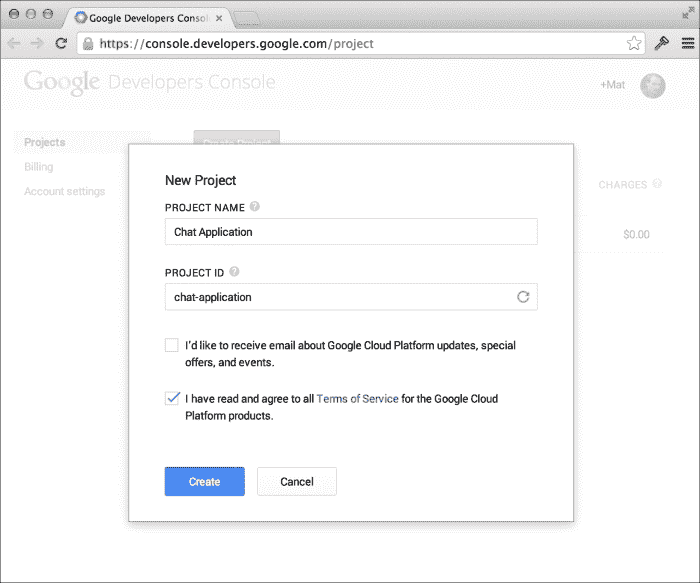 Google Developers Consol
https://console.developers.google.com/project
Google Developers Console
+Mat
Projects
Billing
Account settings
CHARGES
$0.00
New Project
PROJECT NAME
Chat Application
PROJECT ID
chat-application
I'd like to receive email about Google Cloud Platform updates, special
offers, and events.
I have read and agree to all Terms of Service for the Google Cloud
Platform products.
Create
Cancel